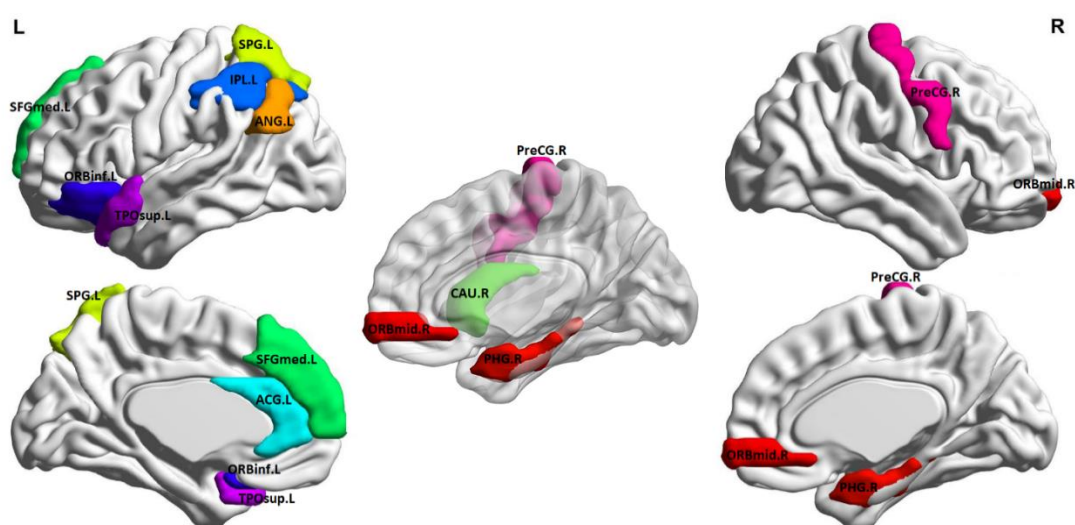 L
SPG.L
IPL.L
SFGmed.L
ANG.L
ORBinf.L
TPOsup.L
SPG.L
SFGmed.L
ACG.L
ORBinf.L
TPOsup.L
PreCG.R
CAU.R
ORBmid.R
PHG.R
R
PreCG.R
ORBmid.R
PreCG.R
ORBmid.R
PHG.R